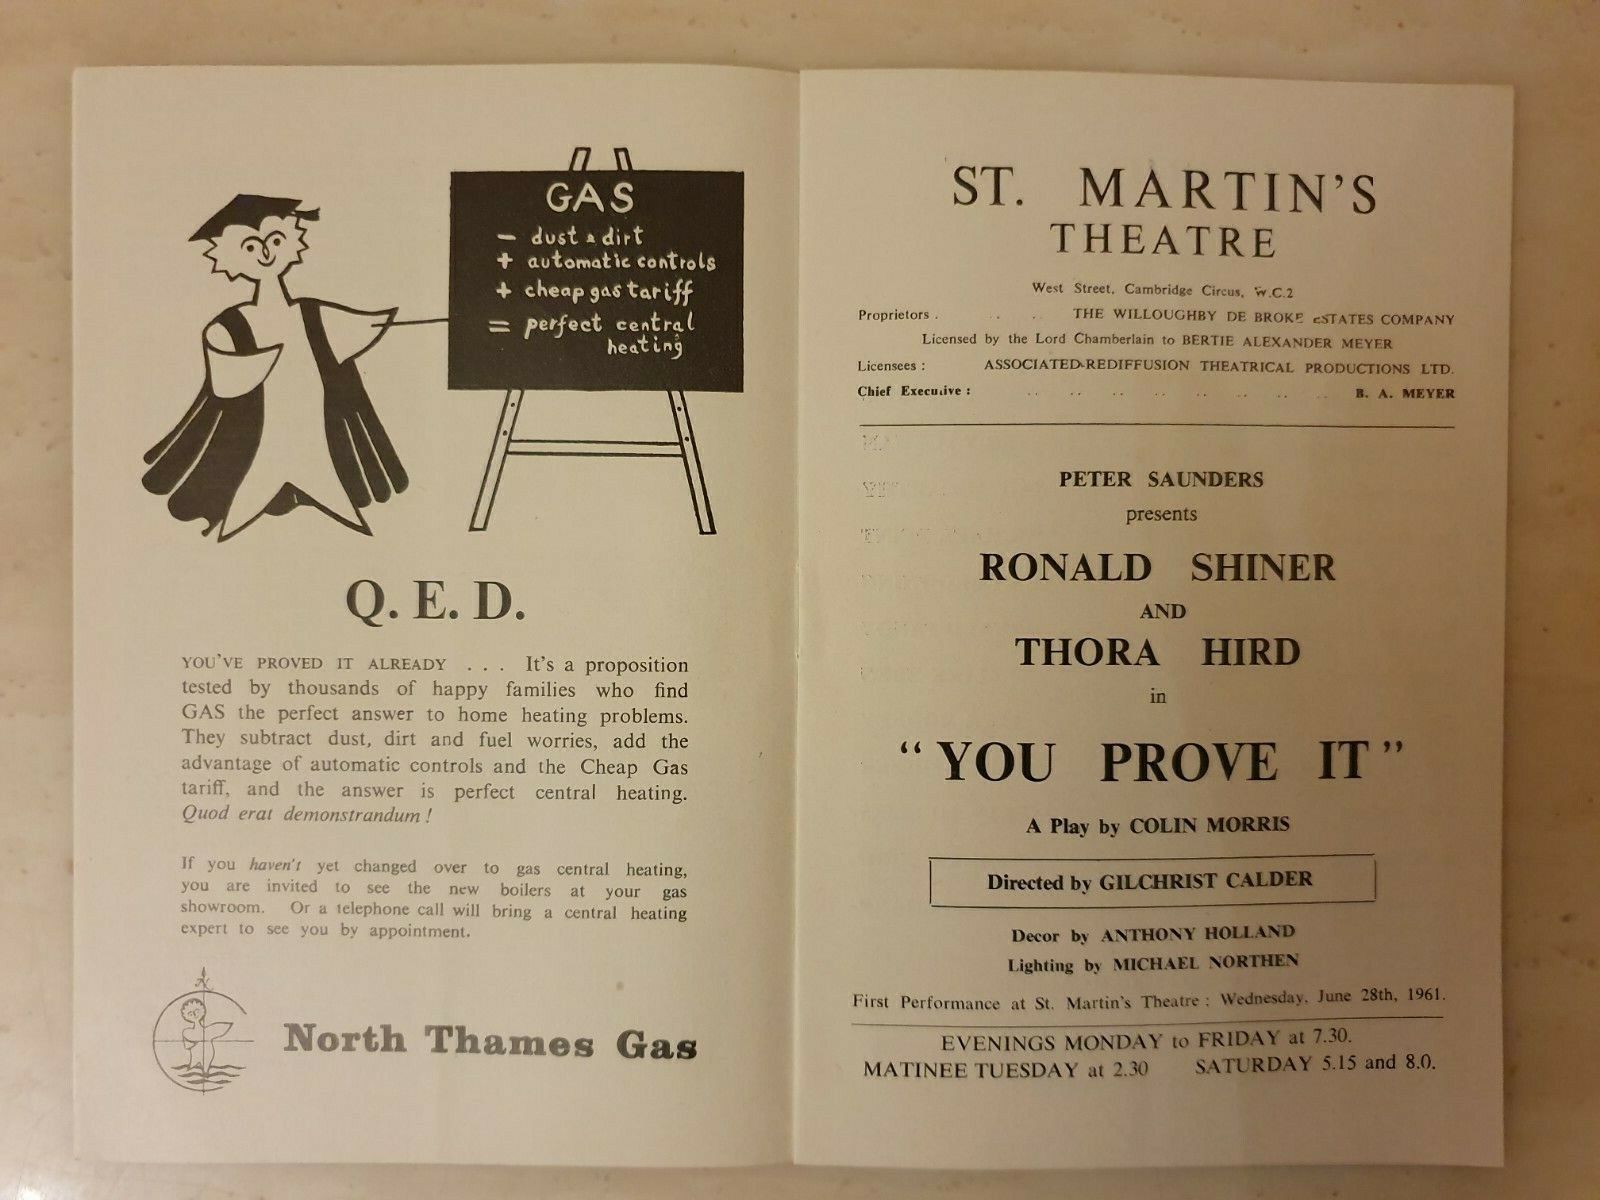 GAS
– dust & dirt
+ automatic controls
+ cheap gas tariff
= perfect central
heating
Q. E. D.
YOU'VE PROVED IT ALREADY . . . It's a proposition
tested by thousands of happy families who find
GAS the perfect answer to home heating problems.
They subtract dust, dirt and fuel worries, add the
advantage of automatic controls and the Cheap Gas
tariff, and the answer is perfect central heating.
Quod erat demonstrandum!
If you haven't yet changed over to gas central heating,
you are invited to see the new boilers at your gas
showroom. Or a telephone call will bring a central heating
expert to see you by appointment.
North Thames Gas
ST. MARTIN'S
THEATRE
West Street, Cambridge Circus, W.C.2
Proprietors . .. .. THE WILLOUGHBY DE BROKE ESTATES COMPANY
Licensed by the Lord Chamberlain to BERTIE ALEXANDER MEYER
Licensees : ASSOCIATED-REDIFFUSION THEATRICAL PRODUCTIONS LTD.
Chief Executive : .. .. .. .. .. .. .. .. B. A. MEYER
PETER SAUNDERS
presents
RONALD SHINER
AND
THORA HIRD
in
“YOU PROVE IT”
A Play by COLIN MORRIS
Directed by GILCHRIST CALDER
Decor by ANTHONY HOLLAND
Lighting by MICHAEL NORTHEN
First Performance at St. Martin's Theatre : Wednesday, June 28th, 1961.
EVENINGS MONDAY to FRIDAY at 7.30.
MATINEE TUESDAY at 2.30 SATURDAY 5.15 and 8.0.